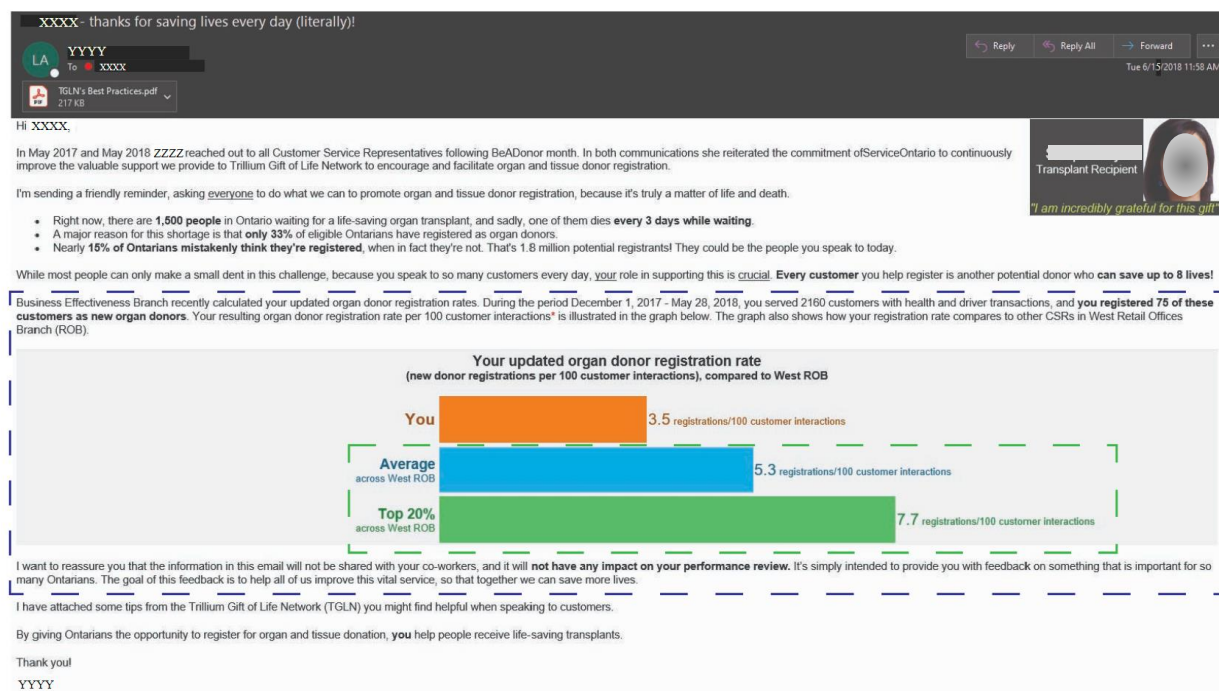 XXXX - thanks for saving lives every day (literally)!
LA
YYYY
To XXXX
Reply
Reply All
Forward
Tue 6/15/2018 11:58 AM
PDF
TGLN's Best Practices.pdf
217 KB
Hi XXXX,
Transplant Recipient
"I am incredibly grateful for this gift"
In May 2017 and May 2018 ZZZZ reached out to all Customer Service Representatives following BeADonor month. In both communications she reiterated the commitment ofServiceOntario to continuously
improve the valuable support we provide to Trillium Gift of Life Network to encourage and facilitate organ and tissue donor registration.
I'm sending a friendly reminder, asking everyone to do what we can to promote organ and tissue donor registration, because it's truly a matter of life and death.
• Right now, there are 1,500 people in Ontario waiting for a life-saving organ transplant, and sadly, one of them dies every 3 days while waiting.
• A major reason for this shortage is that only 33% of eligible Ontarians have registered as organ donors.
• Nearly 15% of Ontarians mistakenly think they're registered, when in fact they're not. That's 1.8 million potential registrants! They could be the people you speak to today.
While most people can only make a small dent in this challenge, because you speak to so many customers every day, your role in supporting this is crucial. Every customer you help register is another potential donor who can save up to 8 lives!
Business Effectiveness Branch recently calculated your updated organ donor registration rates. During the period December 1, 2017 - May 28, 2018, you served 2160 customers with health and driver transactions, and you registered 75 of these
customers as new organ donors. Your resulting organ donor registration rate per 100 customer interactions* is illustrated in the graph below. The graph also shows how your registration rate compares to other CSRs in West Retail Offices
Branch (ROB).
Your updated organ donor registration rate
(new donor registrations per 100 customer interactions), compared to West ROB
You
3.5 registrations/100 customer interactions
Average
across West ROB
5.3 registrations/100 customer interactions
Top 20%
across West ROB
7.7 registrations/100 customer interactions
I want to reassure you that the information in this email will not be shared with your co-workers, and it will not have any impact on your performance review. It's simply intended to provide you with feedback on something that is important for so
many Ontarians. The goal of this feedback is to help all of us improve this vital service, so that together we can save more lives.
I have attached some tips from the Trillium Gift of Life Network (TGLN) you might find helpful when speaking to customers.
By giving Ontarians the opportunity to register for organ and tissue donation, you help people receive life-saving transplants.
Thank you!
YYYY